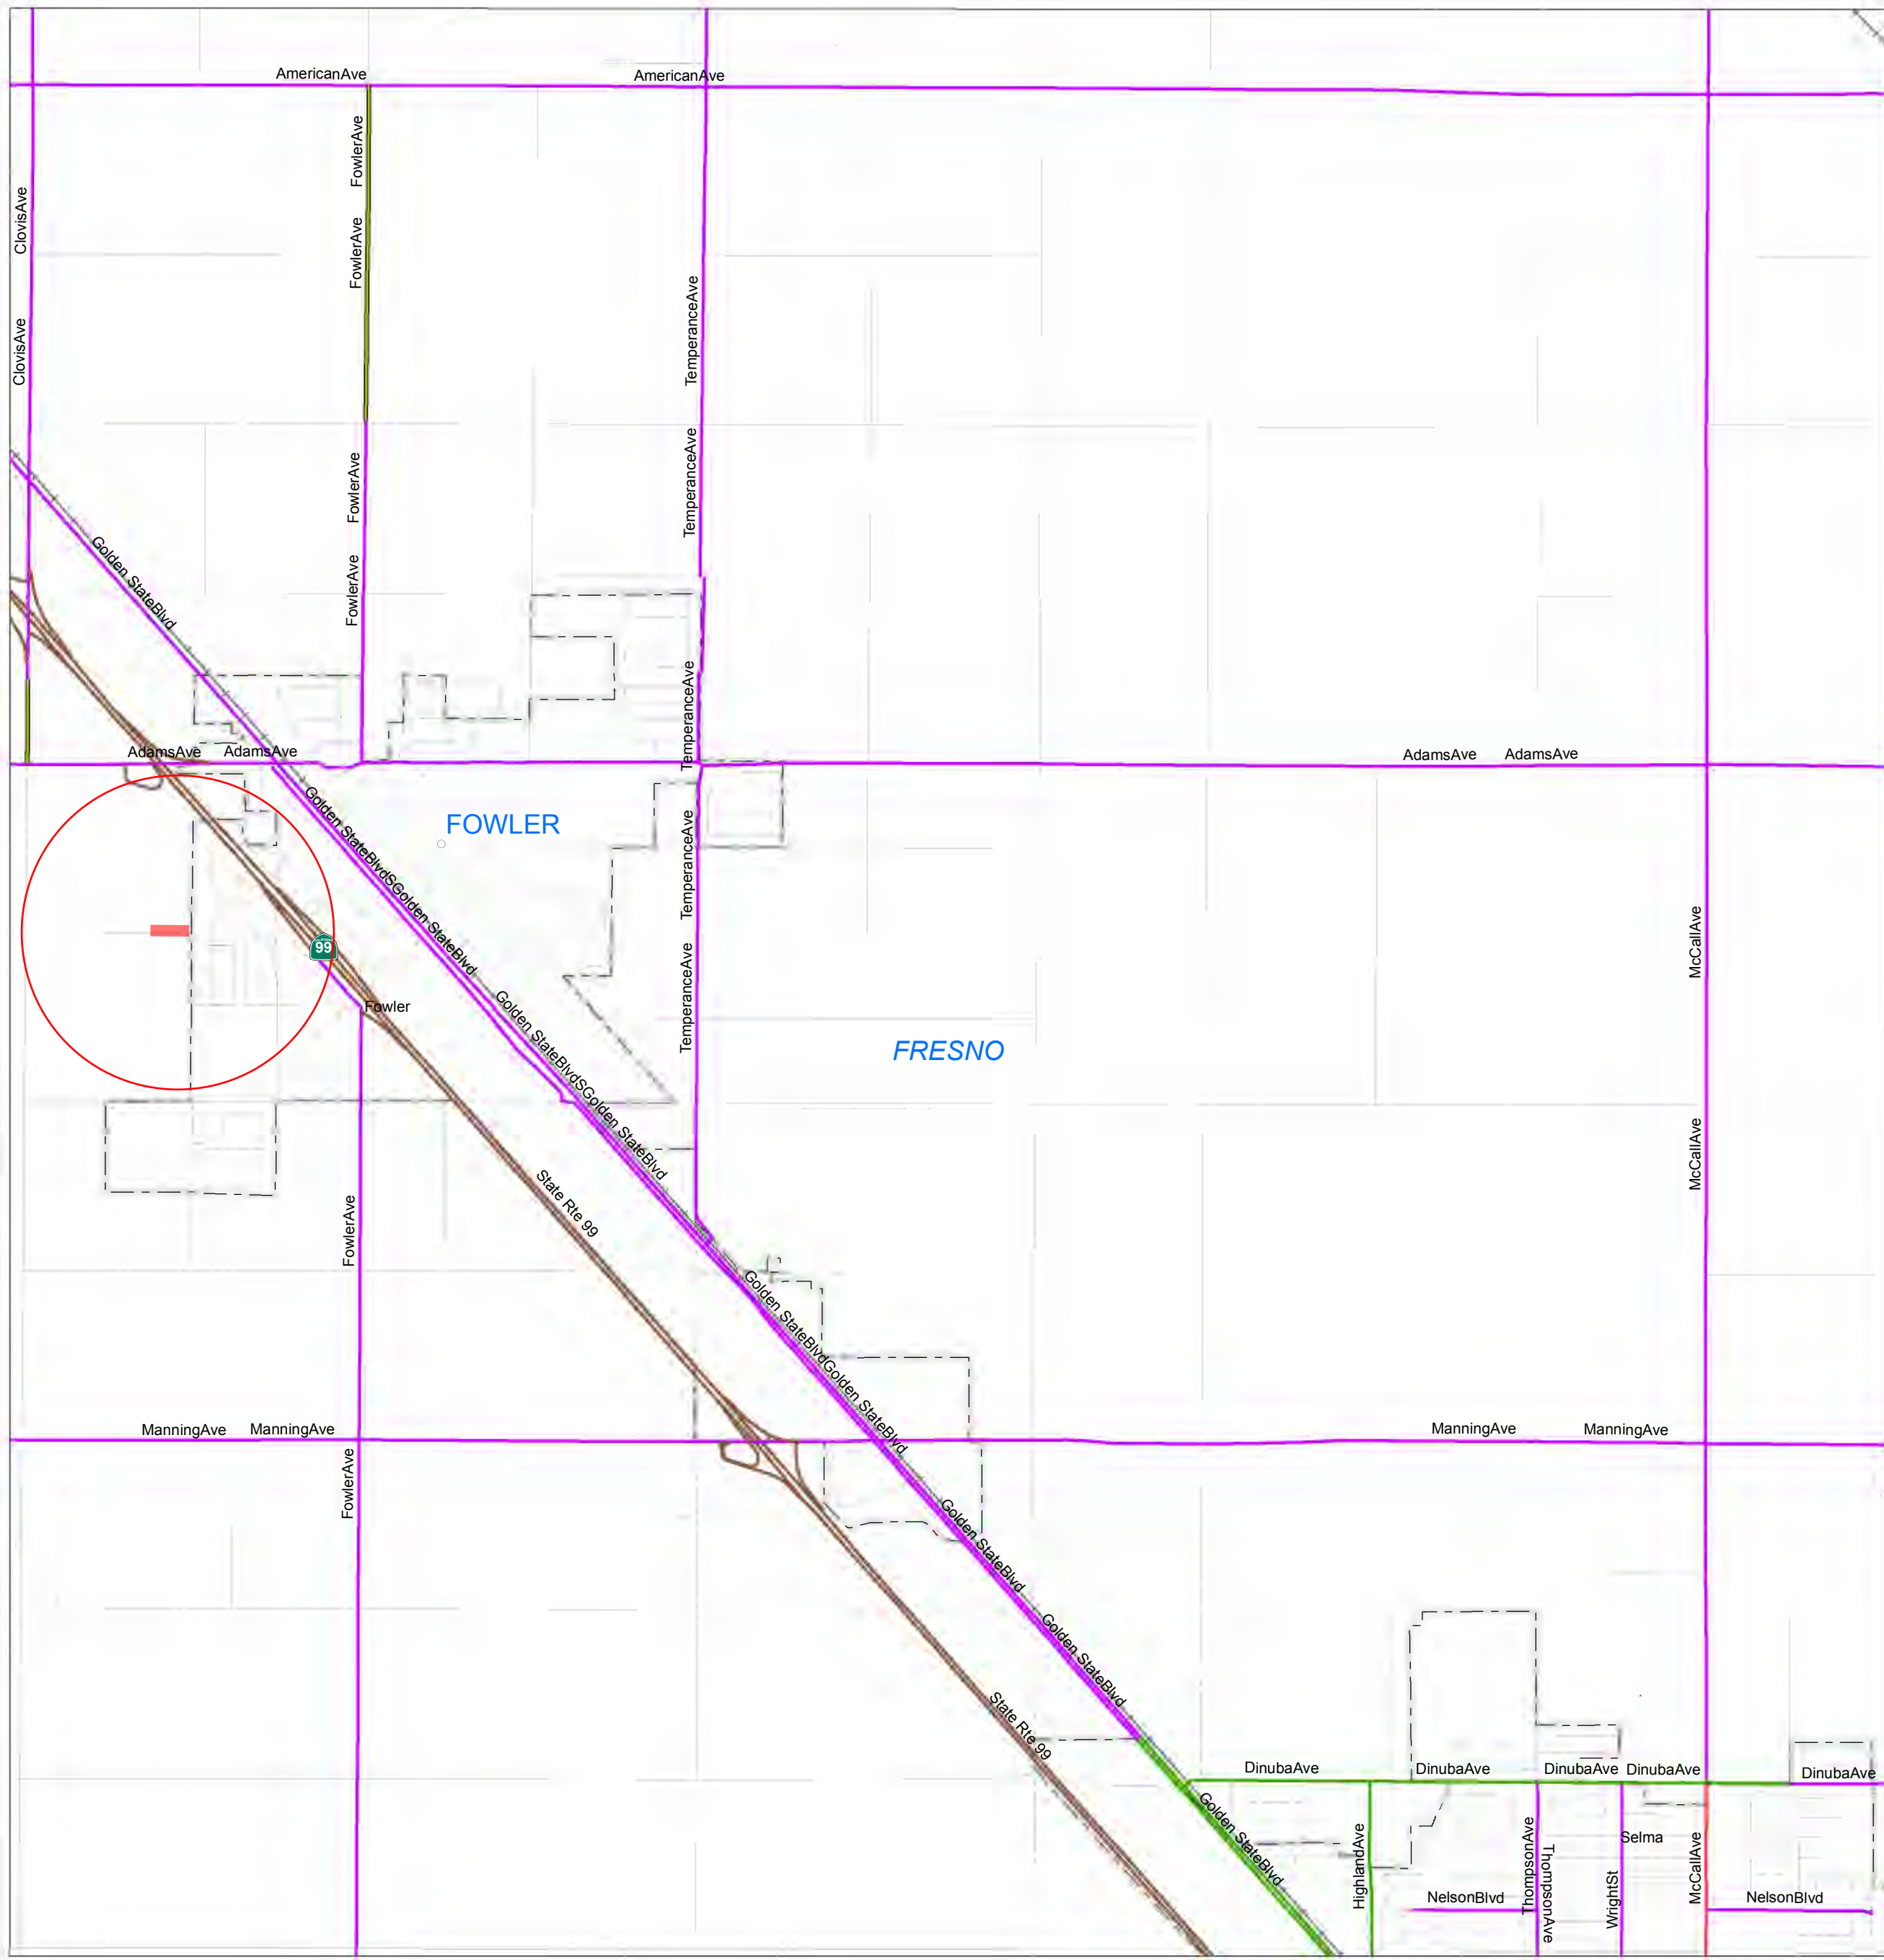 AmericanAve
AmericanAve
FowlerAve
ClovisAve
FowlerAve
TemperanceAve
ClovisAve
TemperanceAve
FowlerAve
Golden StateBlvd
FowlerAve
TemperanceAve
AdamsAve
AdamsAve
AdamsAve
AdamsAve
Golden StateBlvdSGolden StateBlvd
FOWLER
TemperanceAve
99
McCallAve
TemperanceAve
Fowler
Golden StateBlvdSGolden StateBlvd
FRESNO
McCallAve
State Rte 99
FowlerAve
Golden StateBlvdGolden StateBlvd
ManningAve
ManningAve
ManningAve
ManningAve
FowlerAve
Golden StateBlvd
Golden StateBlvd
State Rte 99
DinubaAve
DinubaAve
DinubaAve
DinubaAve
DinubaAve
Golden StateBlvd
HighlandAve
ThompsonAve
ThompsonAve
Selma
WrightSt
McCallAve
NelsonBlvd
NelsonBlvd